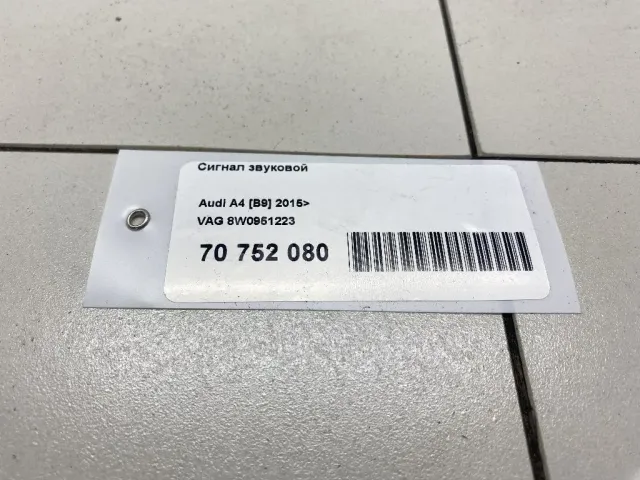 Сигнал звуковой
Audi A4 [B9] 2015>
VAG 8W0951223
70 752 080